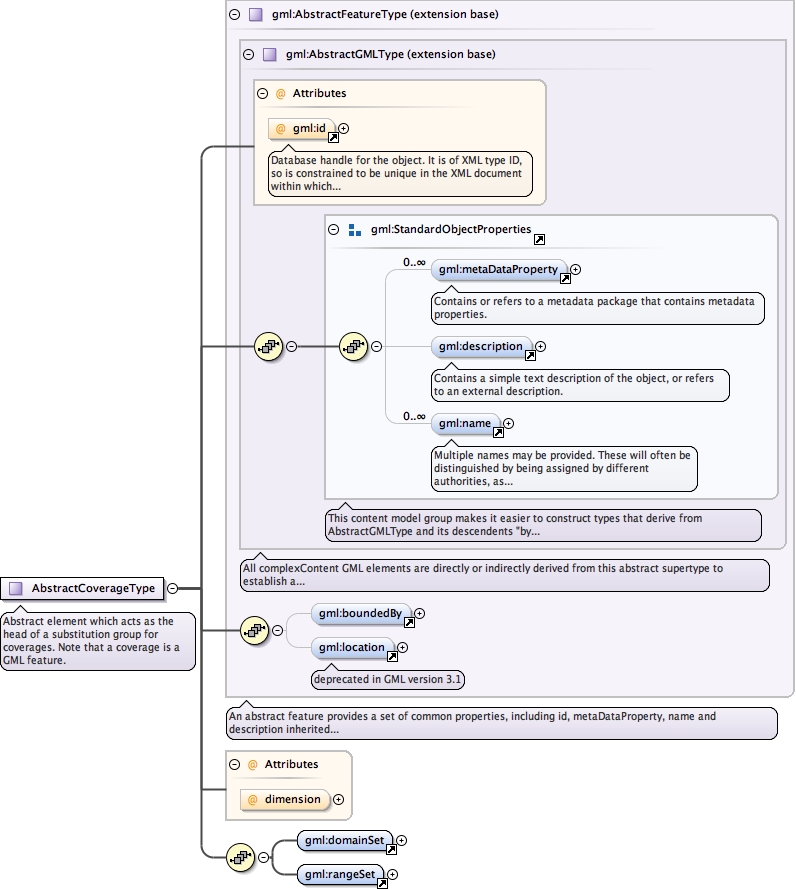 gml:AbstractFeatureType (extension base)
gml:AbstractGMLType (extension base)
@ Attributes
@ gml:id
Database handle for the object. It is of XML type ID,
so is constrained to be unique in the XML document
within which...
gml:StandardObjectProperties
0..∞
gml:metaDataProperty
Contains or refers to a metadata package that contains metadata
properties.
gml:description
Contains a simple text description of the object, or refers
to an external description.
0..∞
gml:name
Multiple names may be provided. These will often be
distinguished by being assigned by different
authorities, as...
This content model group makes it easier to construct types that derive from
AbstractGMLType and its descendents "by...
All complexContent GML elements are directly or indirectly derived from this abstract supertype to
establish a...
AbstractCoverageType
Abstract element which acts as the
head of a substitution group for
coverages. Note that a coverage is a
GML feature.
gml:boundedBy
gml:location
deprecated in GML version 3.1
An abstract feature provides a set of common properties, including id, metaDataProperty, name and
description inherited...
@ Attributes
@ dimension
gml:domainSet
gml:rangeSet